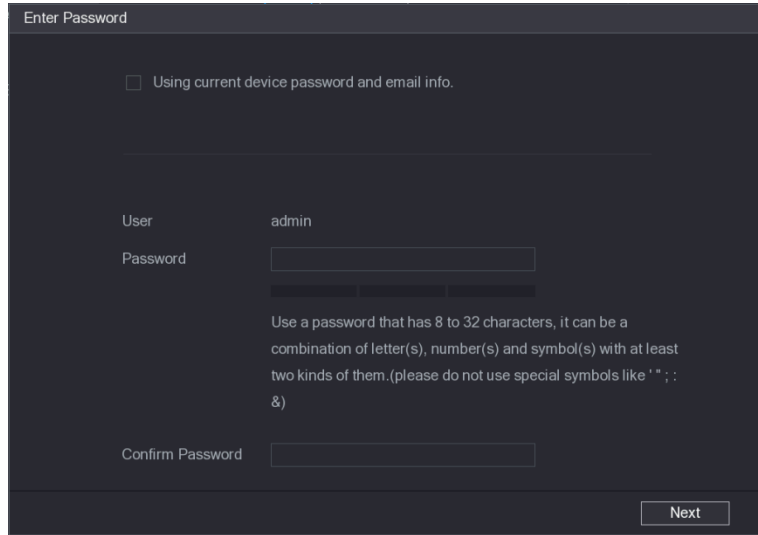 Enter Password
Using current device password and email info.
User admin
Password
Use a password that has 8 to 32 characters, it can be a
combination of letter(s), number(s) and symbol(s) with at least
two kinds of them.(please do not use special symbols like ' " ; :
&)
Confirm Password
Next